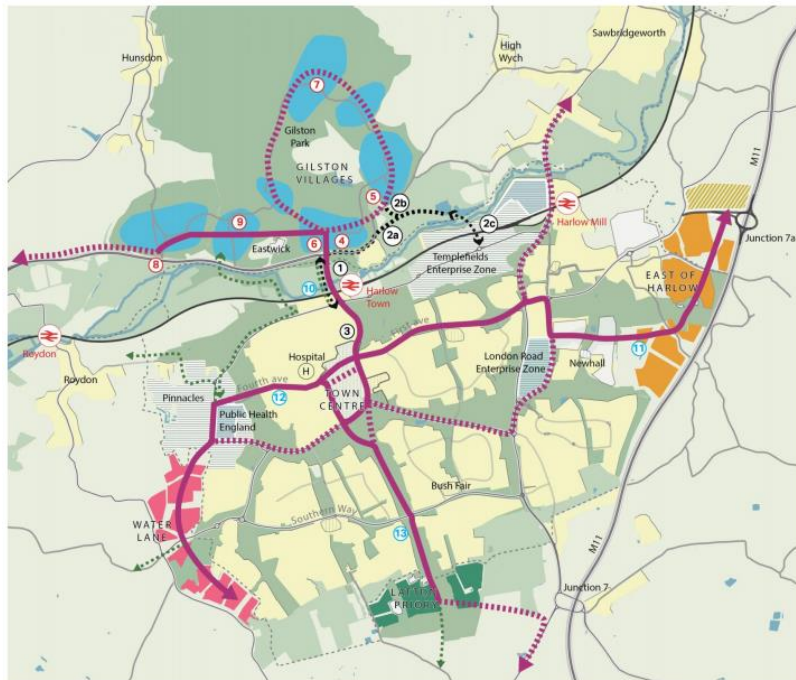 Sawbridgeworth
High
Wych
Hunsdon
7
Gilston
Park
GILSTON
VILLAGES
M11
5
2b
9
2a
2c
Harlow Mill
Junction 7a
Eastwick
6
4
8
1
Templefields
Enterprise Zone
EAST OF
HARLOW
10
Harlow
Town
3
First ave
Roydon
Hospital
H
London Road
Enterprise Zone
Newhall
11
Roydon
Pinnacles
Fourth ave
TOWN
CENTRE
12
Public Health
England
Bush Fair
WATER
LANE
Southern Way
13
M11
LATTON
PRIORY
Junction 7